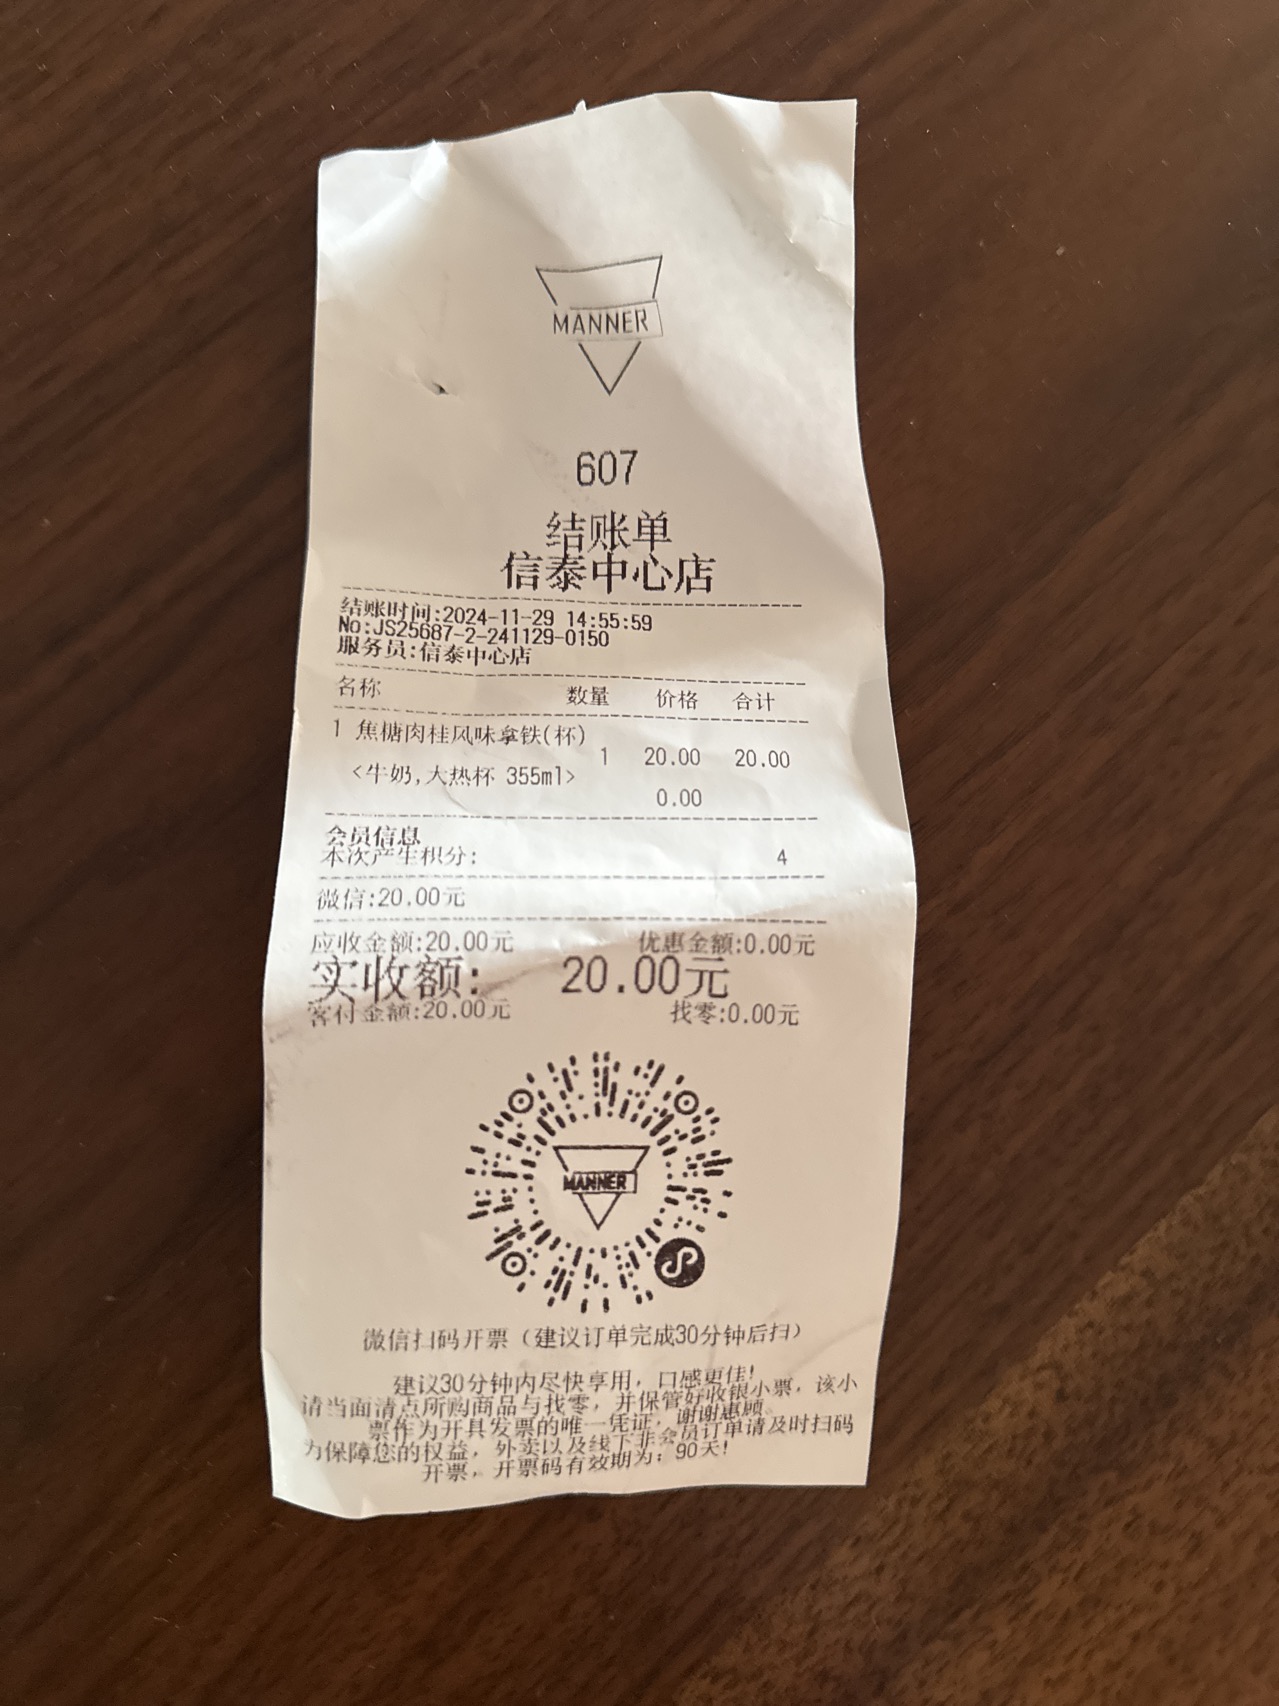 MANNER
607
结账单
信泰中心店
结账时间:2024-11-29 14:55:59
No:JS25687-2-241129-0150
服务员:信泰中心店
名称 数量 价格 合计
1 焦糖肉桂风味拿铁(杯)
1 20.00 20.00
<牛奶,大热杯 355ml>
0.00
会员信息
本次产生积分: 4
微信:20.00元
应收金额:20.00元 优惠金额:0.00元
实收额: 20.00元
客付金额:20.00元 找零:0.00元
MANNER
微信扫码开票（建议订单完成30分钟后扫）
建议30分钟内尽快享用，口感更佳!
请当面清点所购商品与找零，并保管好收银小票，该小
票作为开具发票的唯一凭证，谢谢惠顾。
为保障您的权益，外卖以及线下非会员订单请及时扫码
开票，开票码有效期为：90天!